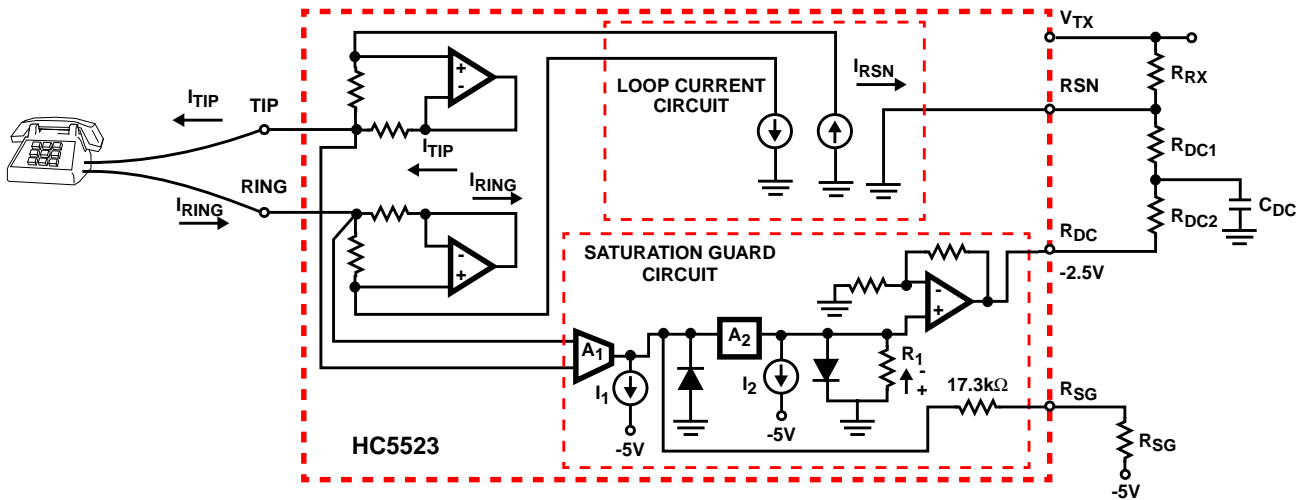 V_TX
R_RX
I_RSN
RSN
LOOP CURRENT
CIRCUIT
I_TIP
TIP
I_TIP
R_DC1
RING
I_RING
I_RING
C_DC
R_DC2
SATURATION GUARD
CIRCUIT
R_DC
-2.5V
+
-
-
+
-
+
A_1
A_2
I_1
I_2
R_1
-
+
17.3kΩ
R_SG
-5V
-5V
HC5523
R_SG
-5V